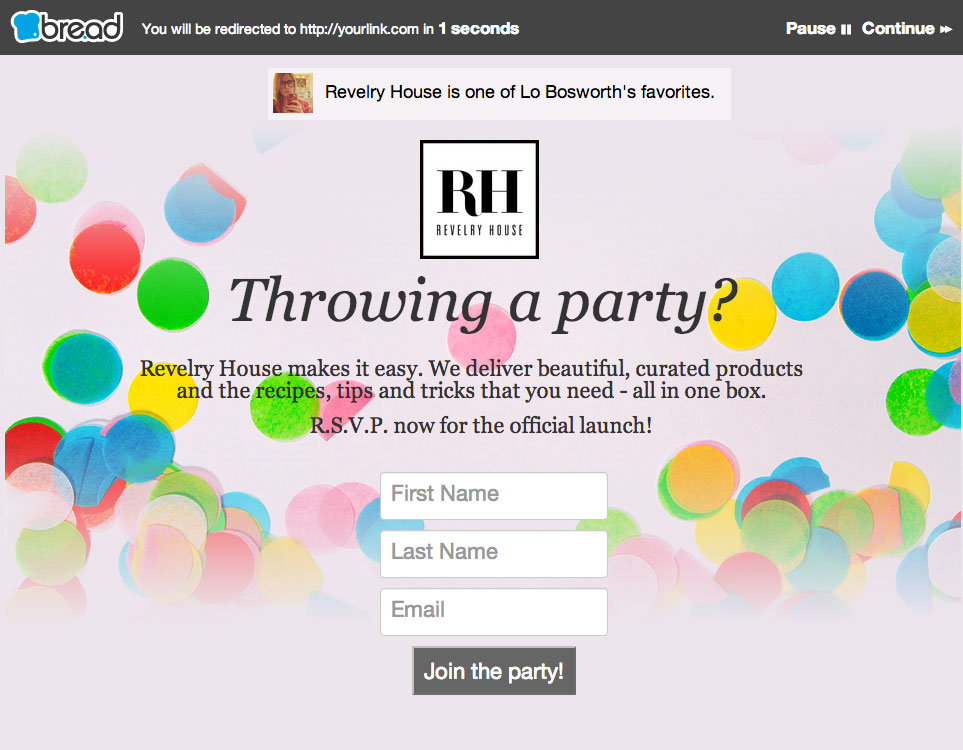 bre.ad You will be redirected to http://yourlink.com in 1 seconds Pause Continue
Revelry House is one of Lo Bosworth's favorites.
RH
REVELRY HOUSE
Throwing a party?
Revelry House makes it easy. We deliver beautiful, curated products
and the recipes, tips and tricks that you need - all in one box.
R.S.V.P. now for the official launch!
First Name
Last Name
Email
Join the party!